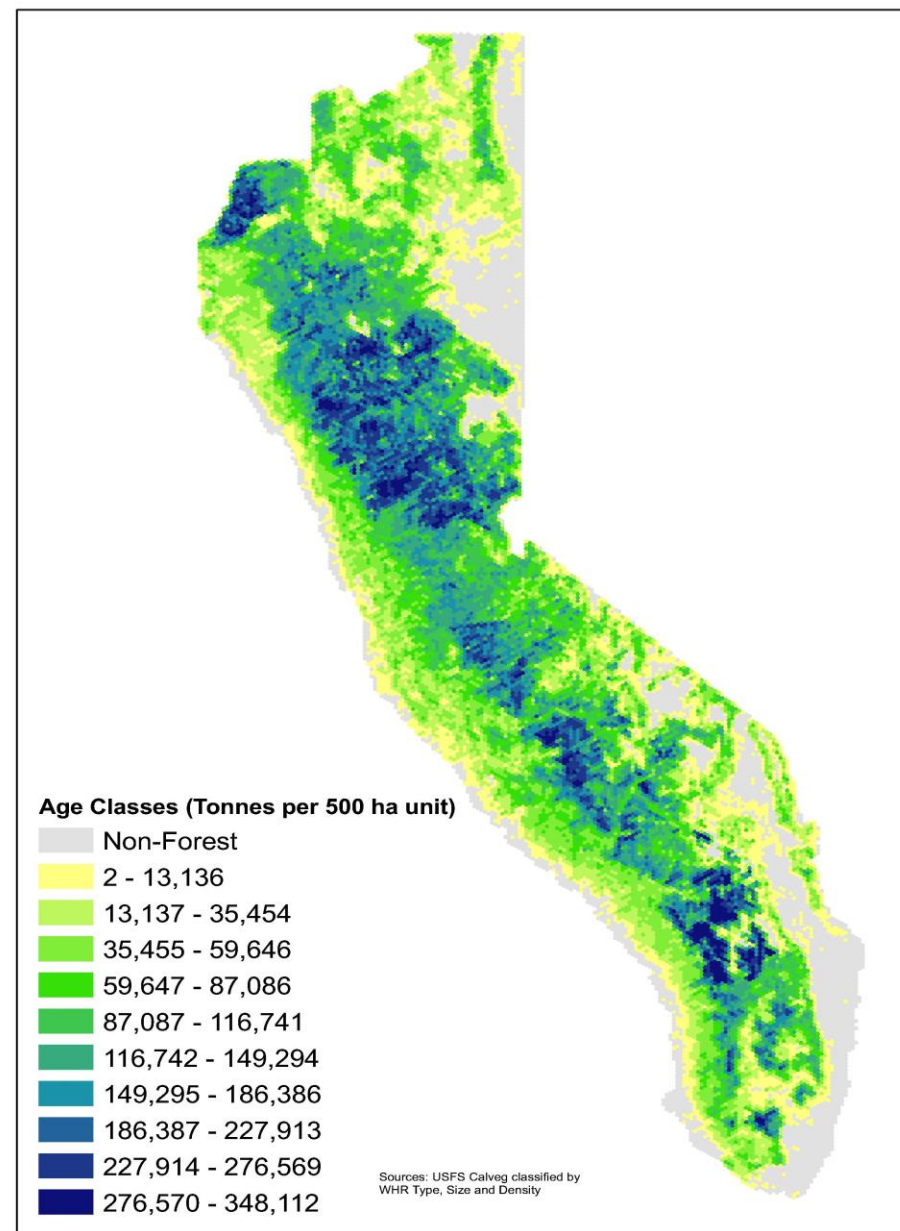 Age Classes (Tonnes per 500 ha unit)
Non-Forest
2 - 13,136
13,137 - 35,454
35,455 - 59,646
59,647 - 87,086
87,087 - 116,741
116,742 - 149,294
149,295 - 186,386
186,387 - 227,913
227,914 - 276,569
276,570 - 348,112
Sources: USFS Calveg classified by
WHR Type, Size and Density